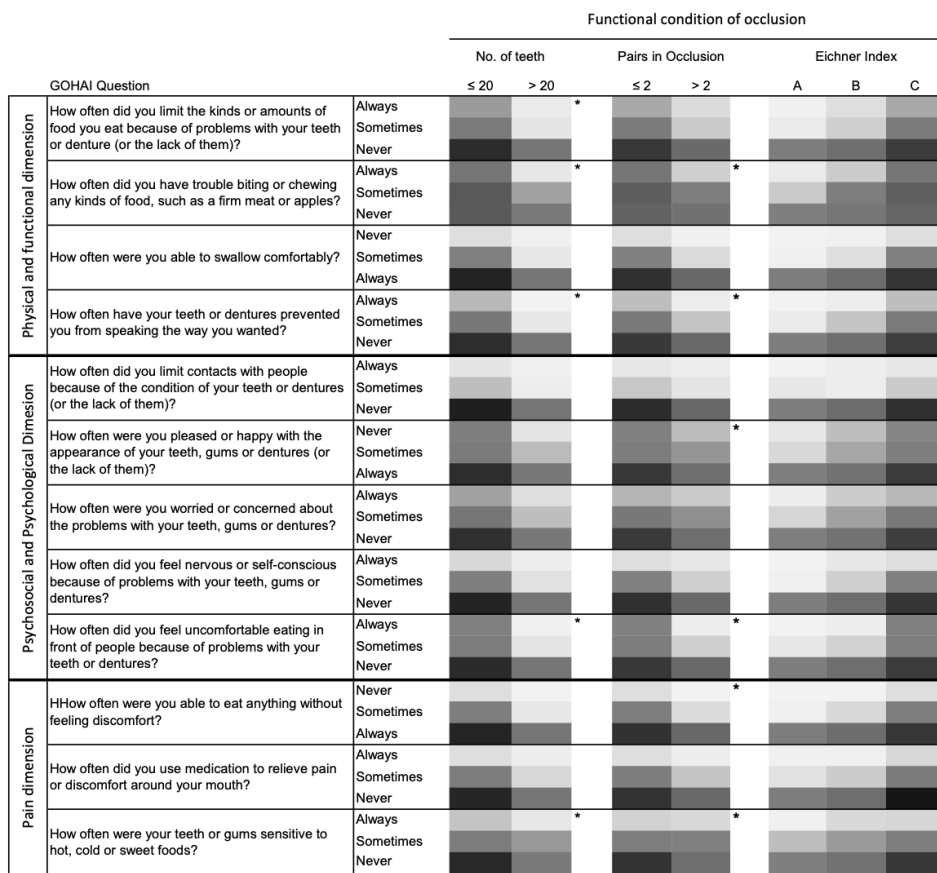 Functional condition of occlusion
No. of teeth Pairs in Occlusion Eichner Index
GOHAI Question ≤ 20 > 20 ≤ 2 > 2 A B C
Physical and functional dimension
How often did you limit the kinds or amounts of
food you eat because of problems with your teeth
or denture (or the lack of them)?
Always *
Sometimes
Never
How often did you have trouble biting or chewing
any kinds of food, such as a firm meat or apples?
Always * *
Sometimes
Never
How often were you able to swallow comfortably?
Never
Sometimes
Always
How often have your teeth or dentures prevented
you from speaking the way you wanted?
Always * *
Sometimes
Never
Psychosocial and Psychological Dimesion
How often did you limit contacts with people
because of the condition of your teeth or dentures
(or the lack of them)?
Always
Sometimes
Never
How often were you pleased or happy with the
appearance of your teeth, gums or dentures (or
the lack of them)?
Never *
Sometimes
Always
How often were you worried or concerned about
the problems with your teeth, gums or dentures?
Always
Sometimes
Never
How often did you feel nervous or self-conscious
because of problems with your teeth, gums or
dentures?
Always
Sometimes
Never
How often did you feel uncomfortable eating in
front of people because of problems with your
teeth or dentures?
Always * *
Sometimes
Never
Pain dimension
HHow often were you able to eat anything without
feeling discomfort?
Never *
Sometimes
Always
How often did you use medication to relieve pain
or discomfort around your mouth?
Always
Sometimes
Never
How often were your teeth or gums sensitive to
hot, cold or sweet foods?
Always * *
Sometimes
Never